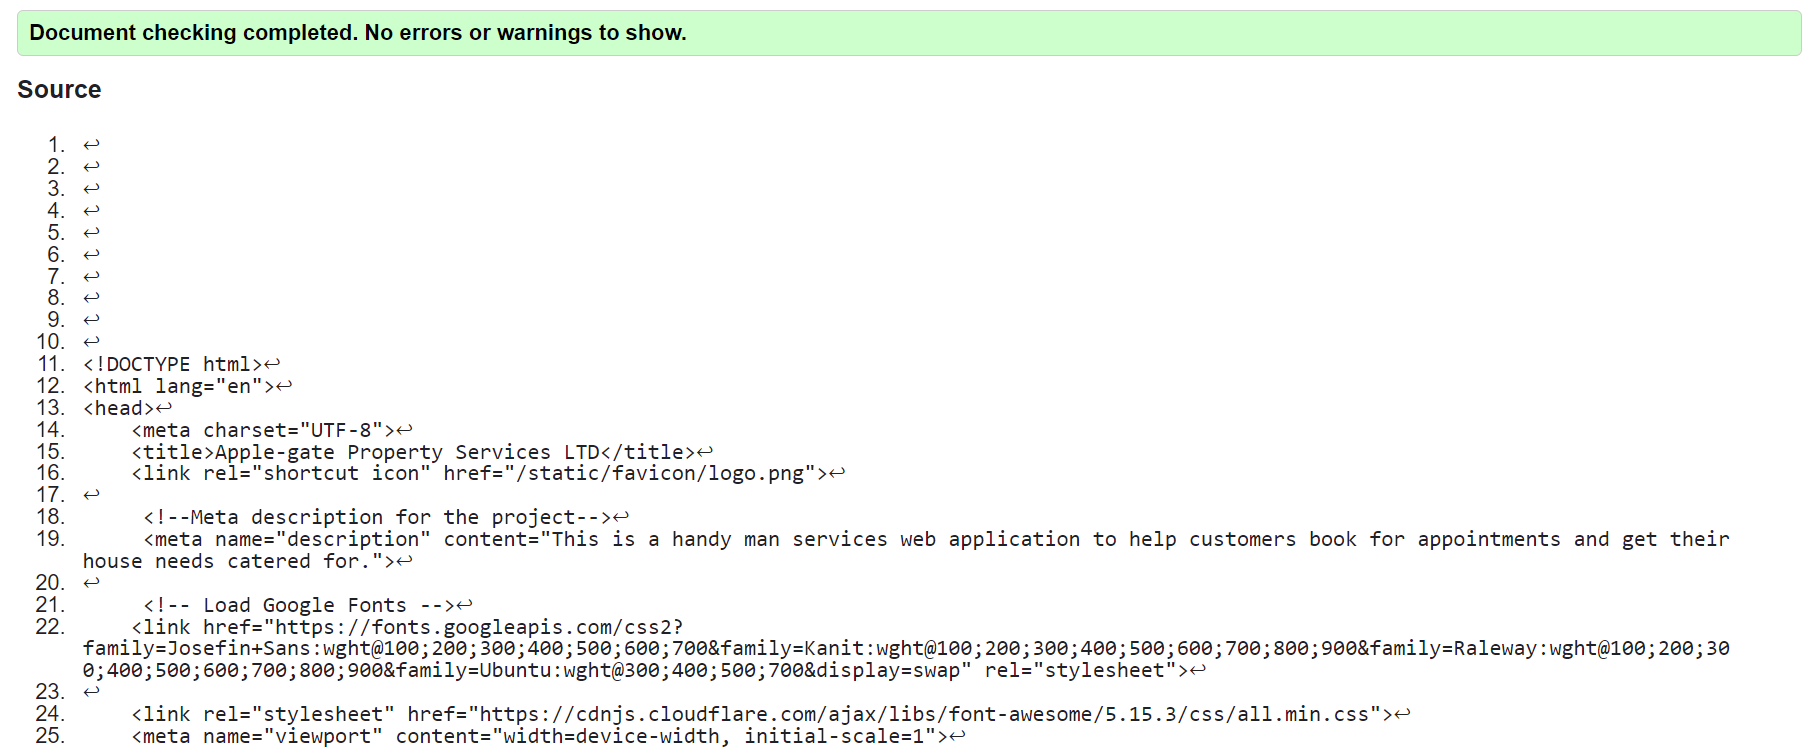 Document checking completed. No errors or warnings to show.
Source
1. ↩
2. ↩
3. ↩
4. ↩
5. ↩
6. ↩
7. ↩
8. ↩
9. ↩
10. ↩
11. <!DOCTYPE html>↩
12. <html lang="en">↩
13. <head>↩
14.     <meta charset="UTF-8">↩
15.     <title>Apple-gate Property Services LTD</title>↩
16.     <link rel="shortcut icon" href="/static/favicon/logo.png">↩
17. ↩
18.      <!--Meta description for the project-->↩
19.      <meta name="description" content="This is a handy man services web application to help customers book for appointments and get their
house needs catered for.">↩
20. ↩
21.      <!-- Load Google Fonts -->↩
22.     <link href="https://fonts.googleapis.com/css2?
family=Josefin+Sans:wght@100;200;300;400;500;600;700&family=Kanit:wght@100;200;300;400;500;600;700;800;900&family=Raleway:wght@100;200;30
0;400;500;600;700;800;900&family=Ubuntu:wght@300;400;500;700&display=swap" rel="stylesheet">↩
23. ↩
24.     <link rel="stylesheet" href="https://cdnjs.cloudflare.com/ajax/libs/font-awesome/5.15.3/css/all.min.css">↩
25.     <meta name="viewport" content="width=device-width, initial-scale=1">↩